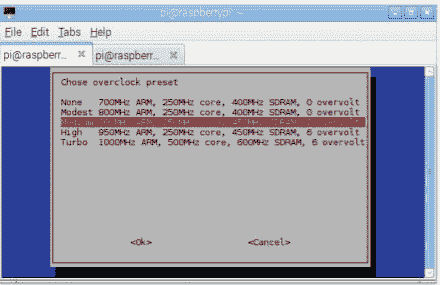 pi@raspberrypi: ~
File Edit Tabs Help
pi@raspberr... pi@raspberr...
Chose overclock preset
None 700MHz ARM, 250MHz core, 400MHz SDRAM, 0 overvolt
Modest 800MHz ARM, 250MHz core, 400MHz SDRAM, 0 overvolt
High 950MHz ARM, 250MHz core, 450MHz SDRAM, 6 overvolt
Turbo 1000MHz ARM, 500MHz core, 600MHz SDRAM, 6 overvolt
<Ok> <Cancel>